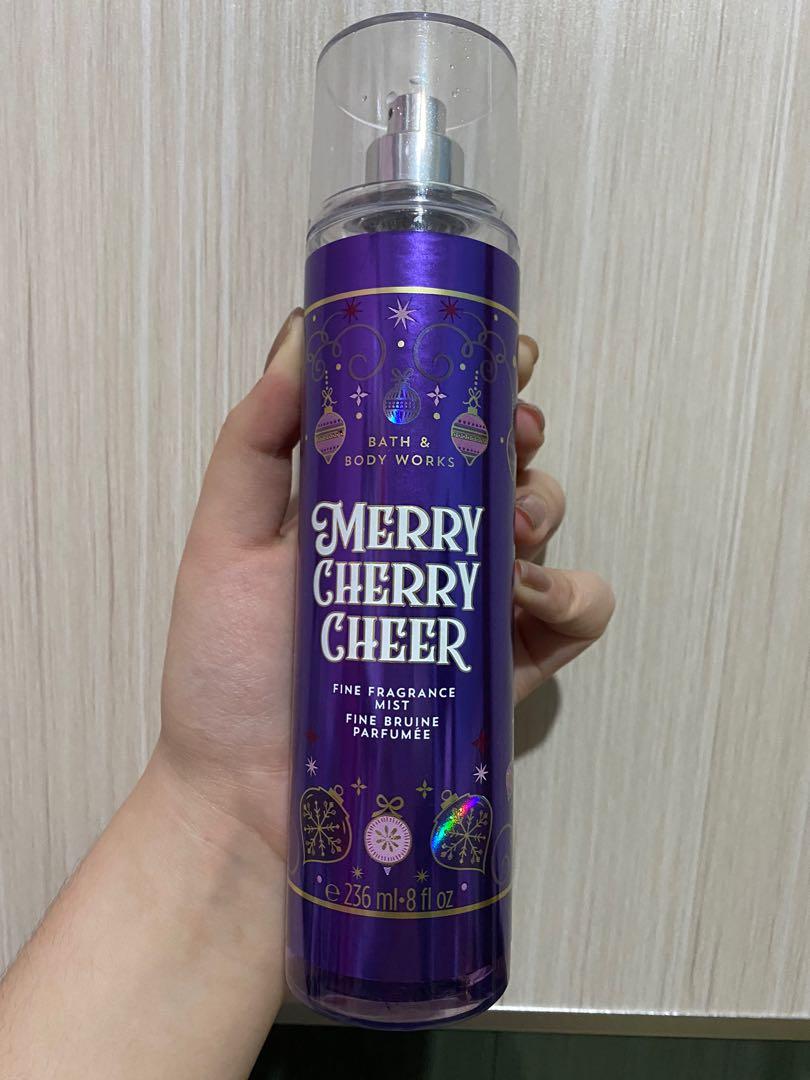 BATH &
BODY WORKS
MERRY
CHERRY
CHEER
FINE FRAGRANCE
MIST
FINE BRUINE
PARFUMÉE
℮ 236 ml•8 fl oz